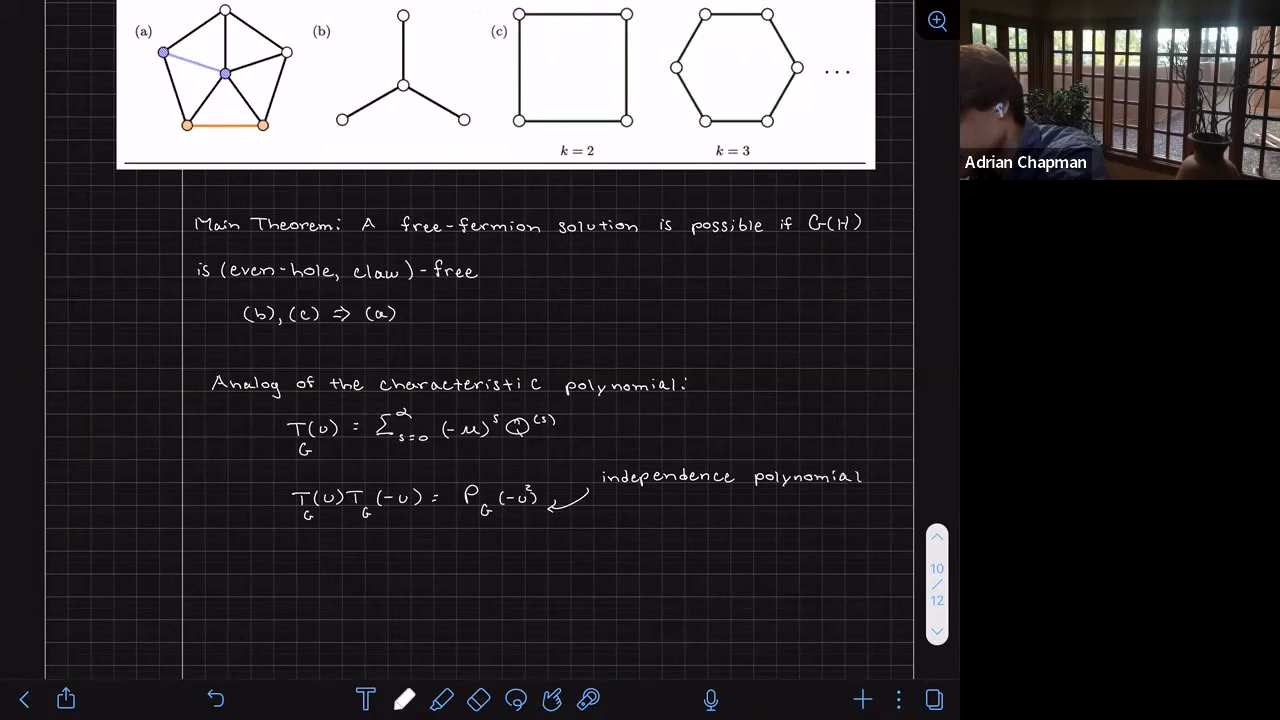 (a) (b) (c)
k = 2 k = 3
...
Adrian Chapman
Main Theorem: A free-fermion solution is possible if G(H)
is (even-hole, claw)-free
(b), (c) ⇒ (a)
Analog of the characteristic polynomial:
T_G(u) = Σ_{s=0}^α (-u)^s Q^{(s)}
independence polynomial
T_G(u) T_G(-u) = P_G(-u²)
10
/
12
T